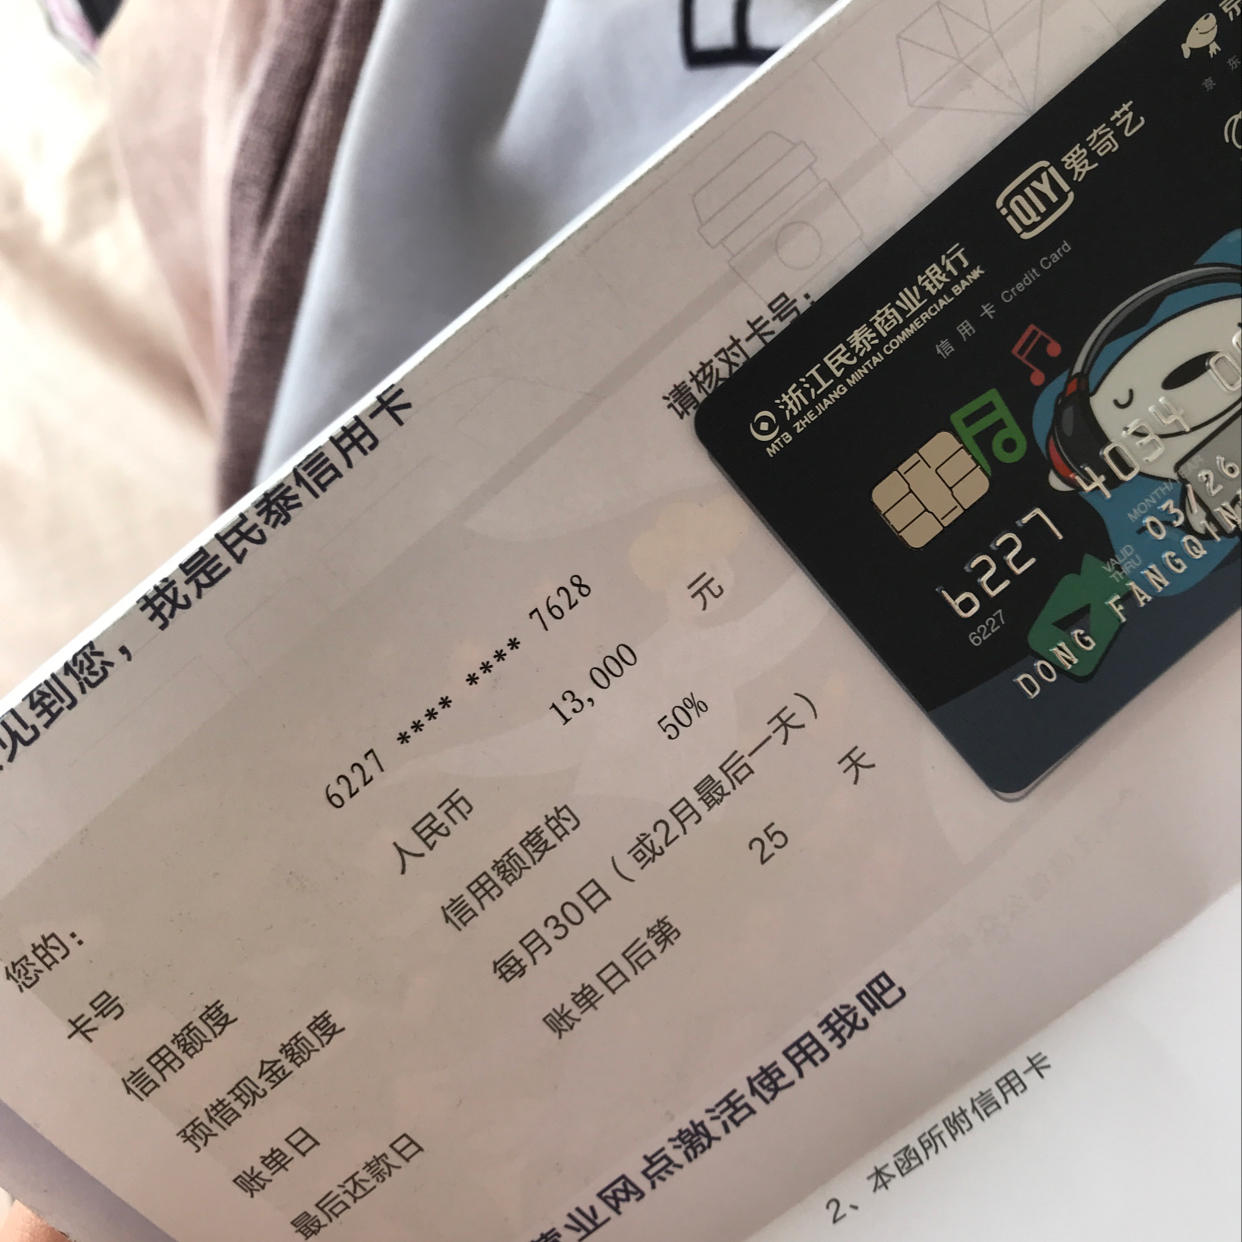 见到您，我是民泰信用卡
请核对卡号：
您的：
卡号 6227 **** **** 7628
信用额度 人民币 13,000 元
预借现金额度 信用额度的 50%
账单日 每月30日（或2月最后一天）
最后还款日 账单日后第 25 天
业网点激活使用我吧
2、本函所附信用卡
京东
iQIYI 爱奇艺
浙江民泰商业银行
MTB ZHEJIANG MINTAI COMMERCIAL BANK
信用卡 Credit Card
6227 4034
6227
VALID THRU
03/26
DONG FANGQIN